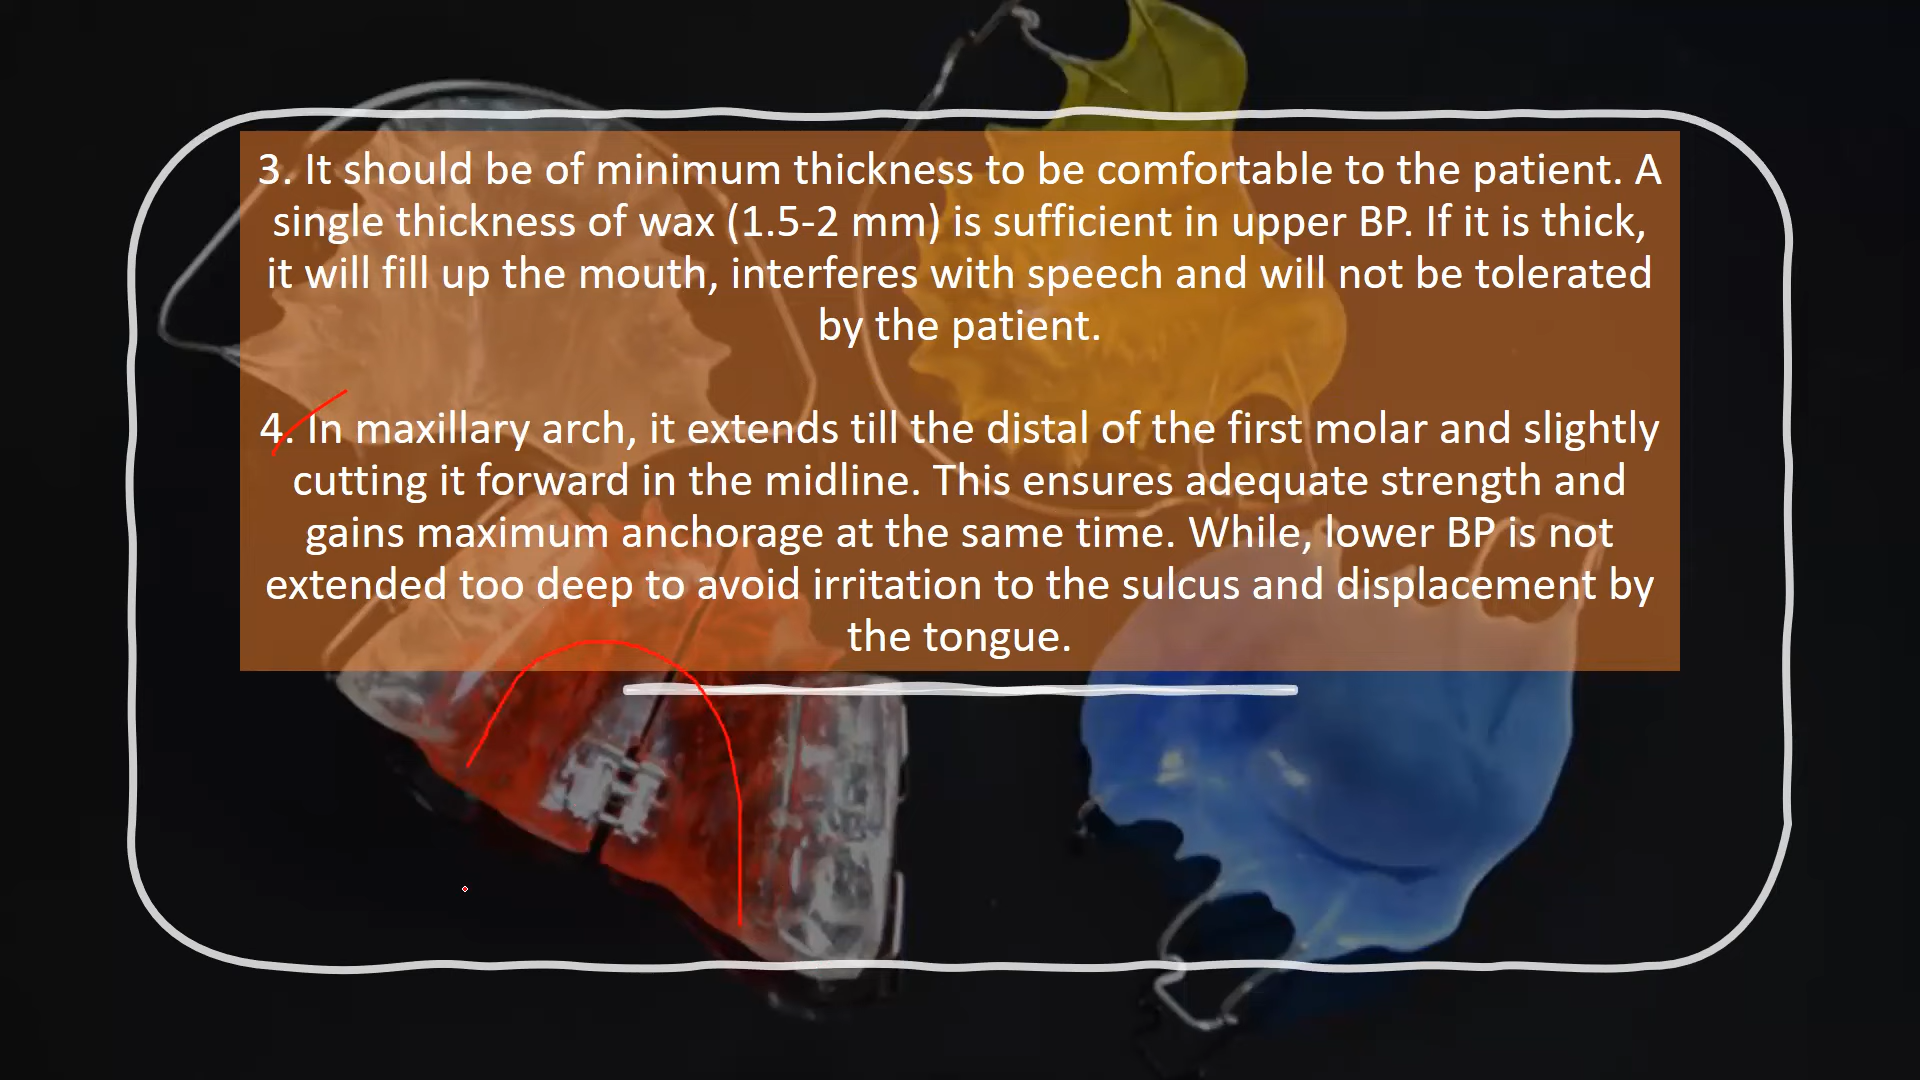 3. It should be of minimum thickness to be comfortable to the patient. A
single thickness of wax (1.5-2 mm) is sufficient in upper BP. If it is thick,
it will fill up the mouth, interferes with speech and will not be tolerated
by the patient.
4. In maxillary arch, it extends till the distal of the first molar and slightly
cutting it forward in the midline. This ensures adequate strength and
gains maximum anchorage at the same time. While, lower BP is not
extended too deep to avoid irritation to the sulcus and displacement by
the tongue.